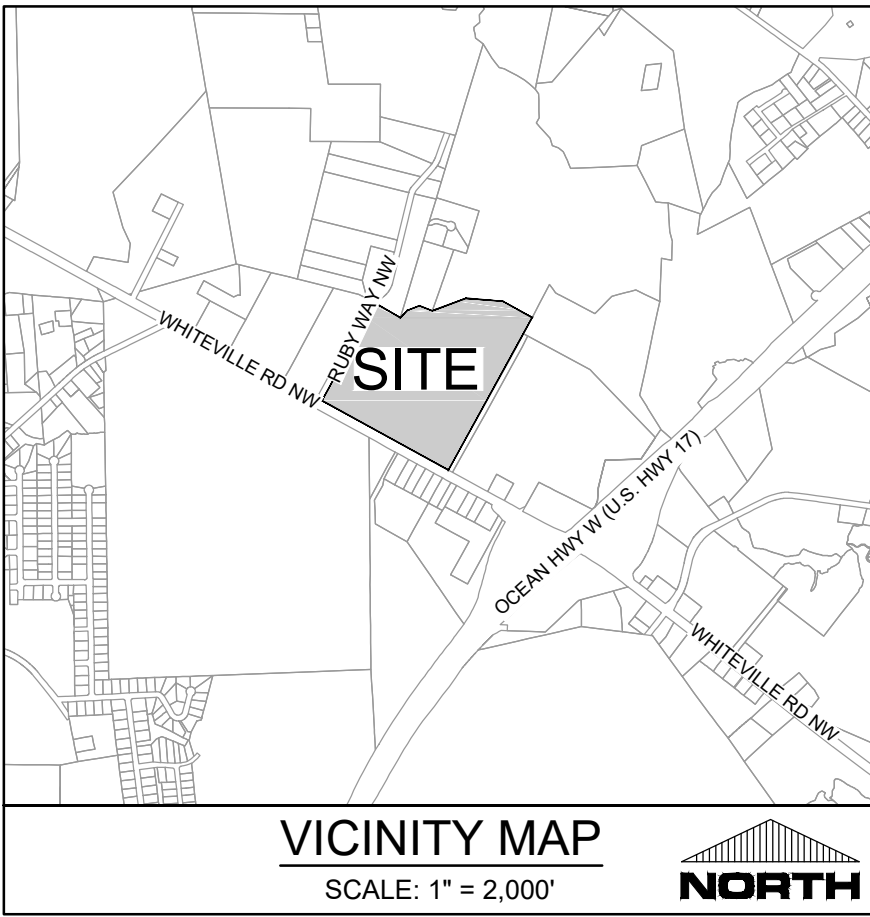 RUBY WAY NW
WHITEVILLE RD NW
SITE
OCEAN HWY W (U.S. HWY 17)
WHITEVILLE RD NW
VICINITY MAP
SCALE: 1" = 2,000'
NORTH